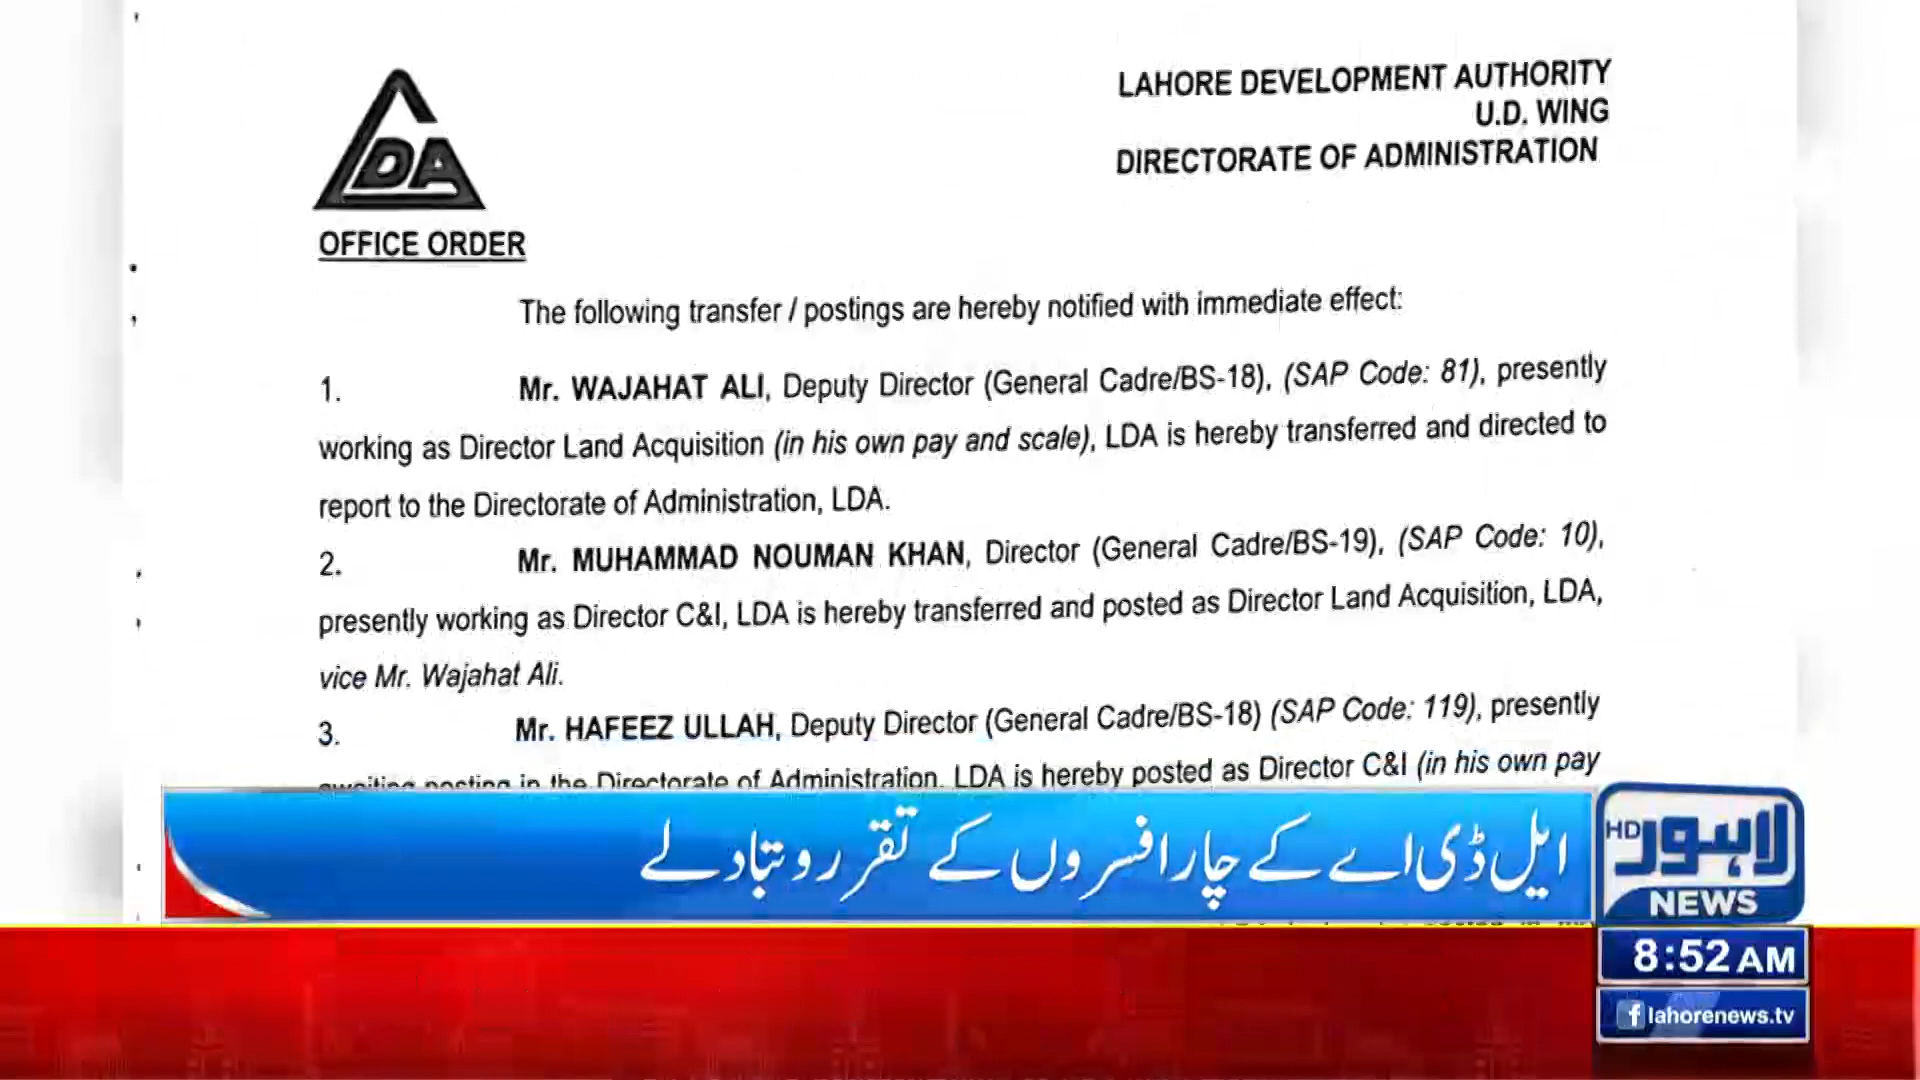 LDA
LAHORE DEVELOPMENT AUTHORITY
U.D. WING
DIRECTORATE OF ADMINISTRATION
OFFICE ORDER
The following transfer / postings are hereby notified with immediate effect:
1. Mr. WAJAHAT ALI, Deputy Director (General Cadre/BS-18), (SAP Code: 81), presently
working as Director Land Acquisition (in his own pay and scale), LDA is hereby transferred and directed to
report to the Directorate of Administration, LDA.
2. Mr. MUHAMMAD NOUMAN KHAN, Director (General Cadre/BS-19), (SAP Code: 10),
presently working as Director C&I, LDA is hereby transferred and posted as Director Land Acquisition, LDA,
vice Mr. Wajahat Ali.
3. Mr. HAFEEZ ULLAH, Deputy Director (General Cadre/BS-18) (SAP Code: 119), presently
awaiting posting in the Directorate of Administration, LDA is hereby posted as Director C&I (in his own pay
ایل ڈی اے کے چار افسروں کے تقرر و تبادلے
لاہور HD
NEWS
8:52 AM
lahorenews.tv